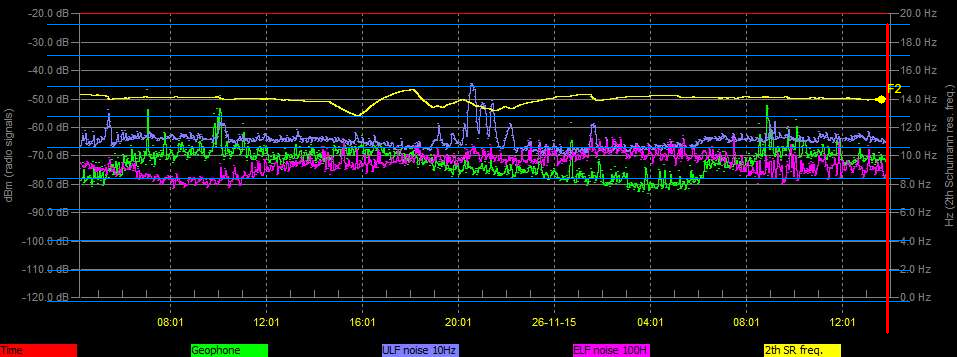 -20.0 dB 20.0 Hz
-30.0 dB 18.0 Hz
-40.0 dB 16.0 Hz
F2
-50.0 dB 14.0 Hz
-60.0 dB 12.0 Hz
-70.0 dB 10.0 Hz
-80.0 dB 8.0 Hz
-90.0 dB 6.0 Hz
-100.0 dB 4.0 Hz
-110.0 dB 2.0 Hz
-120.0 dB 0.0 Hz
dBm (radio signals)
Hz (2th Schumann res. freq.)
08:01 12:01 16:01 20:01 26-11-15 04:01 08:01 12:01
Time Geophone ULF noise 10Hz ELF noise 100H 2th SR freq.